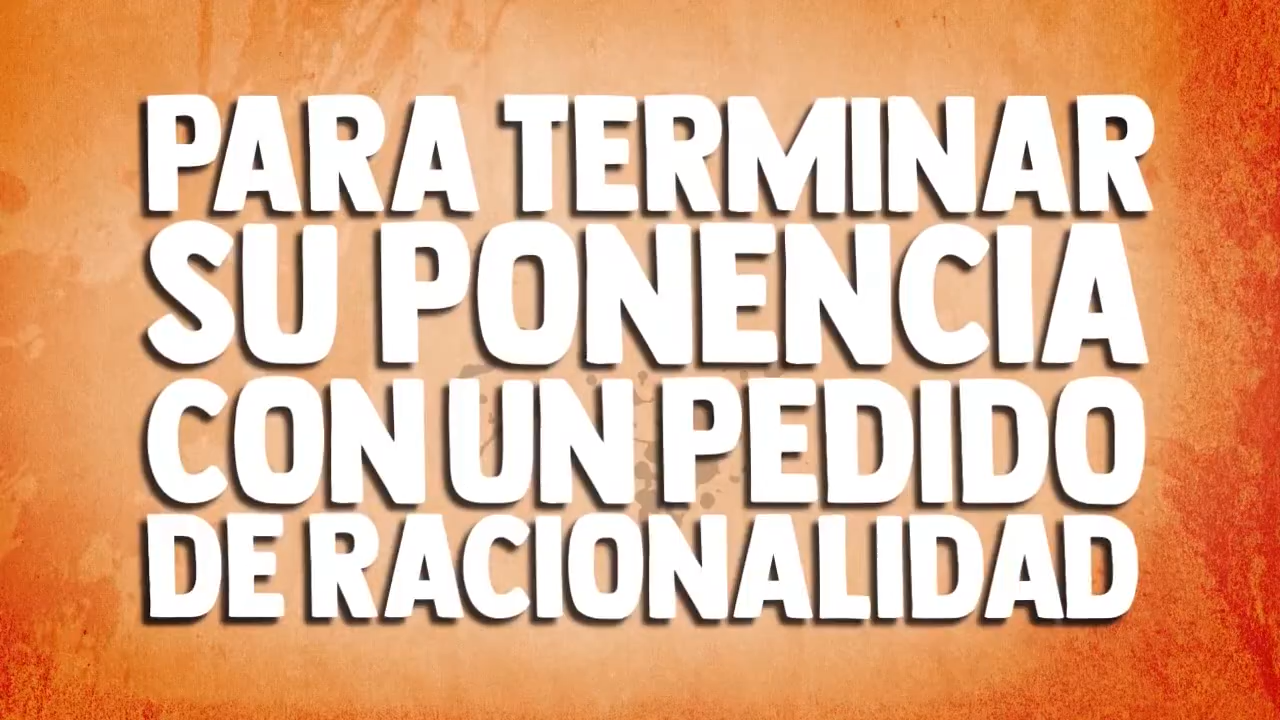 PARA TERMINAR
SU PONENCIA
CON UN PEDIDO
DE RACIONALIDAD